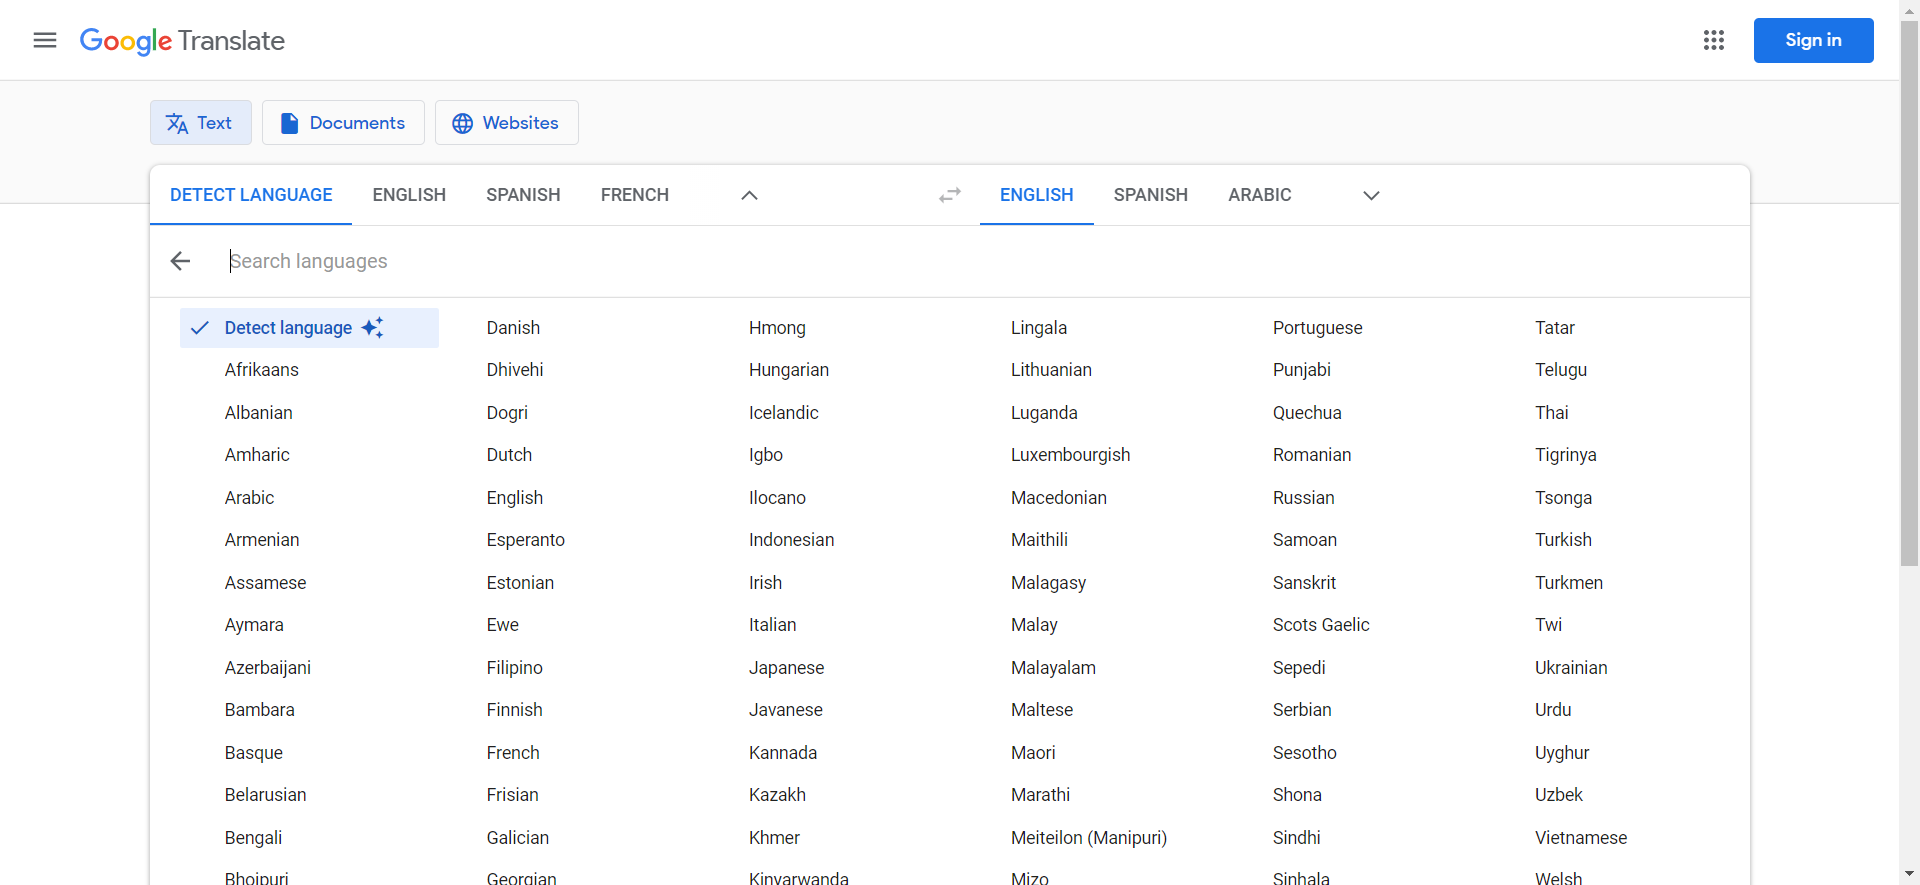 Google Translate
Sign in
Text
Documents
Websites
DETECT LANGUAGE ENGLISH SPANISH FRENCH
ENGLISH SPANISH ARABIC
Search languages
Detect language
Afrikaans
Albanian
Amharic
Arabic
Armenian
Assamese
Aymara
Azerbaijani
Bambara
Basque
Belarusian
Bengali
Bhojpuri
Danish
Dhivehi
Dogri
Dutch
English
Esperanto
Estonian
Ewe
Filipino
Finnish
French
Frisian
Galician
Georgian
Hmong
Hungarian
Icelandic
Igbo
Ilocano
Indonesian
Irish
Italian
Japanese
Javanese
Kannada
Kazakh
Khmer
Kinyarwanda
Lingala
Lithuanian
Luganda
Luxembourgish
Macedonian
Maithili
Malagasy
Malay
Malayalam
Maltese
Maori
Marathi
Meiteilon (Manipuri)
Mizo
Portuguese
Punjabi
Quechua
Romanian
Russian
Samoan
Sanskrit
Scots Gaelic
Sepedi
Serbian
Sesotho
Shona
Sindhi
Sinhala
Tatar
Telugu
Thai
Tigrinya
Tsonga
Turkish
Turkmen
Twi
Ukrainian
Urdu
Uyghur
Uzbek
Vietnamese
Welsh